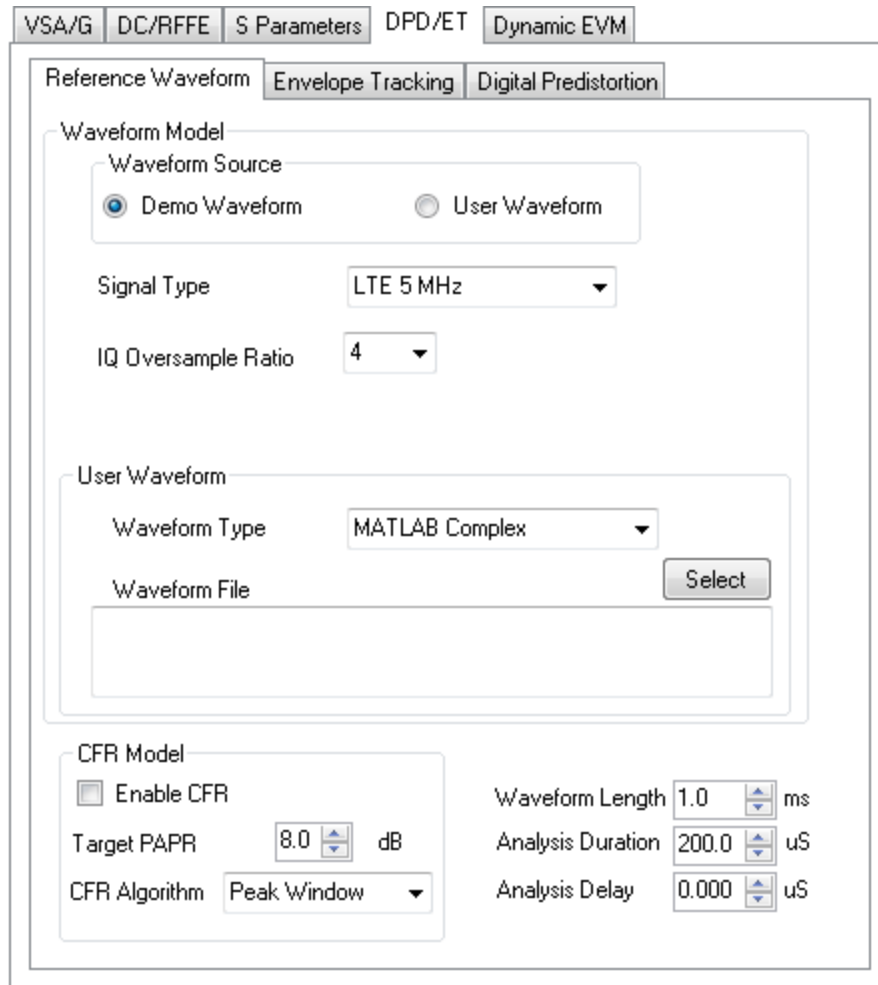 VSA/G DC/RFFE S Parameters DPD/ET Dynamic EVM
Reference Waveform Envelope Tracking Digital Predistortion
Waveform Model
Waveform Source
Demo Waveform User Waveform
Signal Type LTE 5 MHz
IQ Oversample Ratio 4
User Waveform
Waveform Type MATLAB Complex
Select
Waveform File
CFR Model
Enable CFR
Target PAPR 8.0 dB
CFR Algorithm Peak Window
Waveform Length 1.0 ms
Analysis Duration 200.0 uS
Analysis Delay 0.000 uS